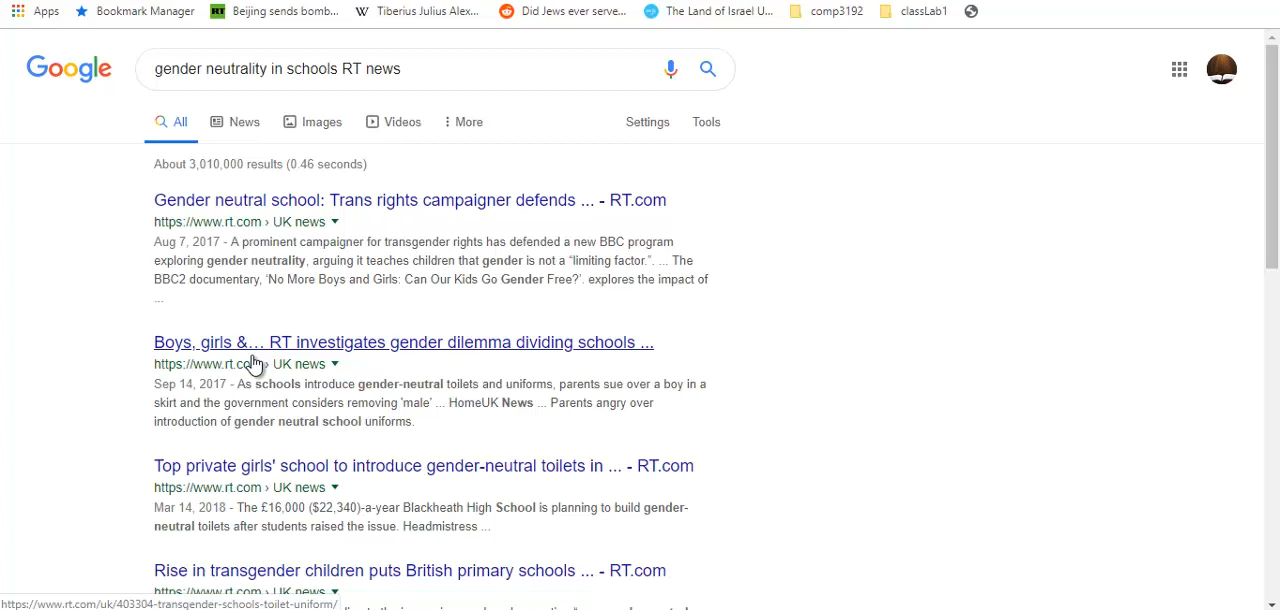 Apps Bookmark Manager RT Beijing sends bomb... W Tiberius Julius Alex... Did Jews ever serve... The Land of Israel U... comp3192 classLab1
Google gender neutrality in schools RT news
All News Images Videos More Settings Tools
About 3,010,000 results (0.46 seconds)
Gender neutral school: Trans rights campaigner defends ... - RT.com
https://www.rt.com › UK news
Aug 7, 2017 - A prominent campaigner for transgender rights has defended a new BBC program
exploring gender neutrality, arguing it teaches children that gender is not a “limiting factor.”. ... The
BBC2 documentary, ‘No More Boys and Girls: Can Our Kids Go Gender Free?’. explores the impact of
...
Boys, girls &… RT investigates gender dilemma dividing schools ...
https://www.rt.com › UK news
Sep 14, 2017 - As schools introduce gender-neutral toilets and uniforms, parents sue over a boy in a
skirt and the government considers removing 'male' ... HomeUK News ... Parents angry over
introduction of gender neutral school uniforms.
Top private girls' school to introduce gender-neutral toilets in ... - RT.com
https://www.rt.com › UK news
Mar 14, 2018 - The £16,000 ($22,340)-a-year Blackheath High School is planning to build gender-
neutral toilets after students raised the issue. Headmistress ...
Rise in transgender children puts British primary schools ... - RT.com
https://www.rt.com › UK news
https://www.rt.com/uk/403304-transgender-schools-toilet-uniform/